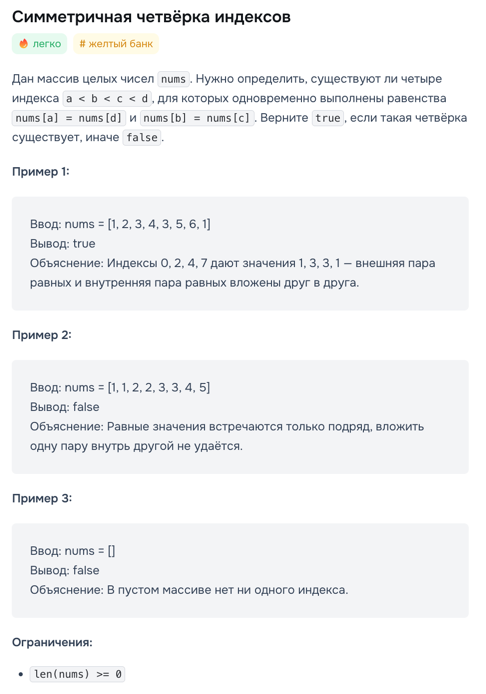 Симметричная четвёрка индексов
🔥 легко # желтый банк
Дан массив целых чисел nums. Нужно определить, существуют ли четыре
индекса a < b < c < d, для которых одновременно выполнены равенства
nums[a] = nums[d] и nums[b] = nums[c]. Верните true, если такая четвёрка
существует, иначе false.
Пример 1:
Ввод: nums = [1, 2, 3, 4, 3, 5, 6, 1]
Вывод: true
Объяснение: Индексы 0, 2, 4, 7 дают значения 1, 3, 3, 1 — внешняя пара
равных и внутренняя пара равных вложены друг в друга.
Пример 2:
Ввод: nums = [1, 1, 2, 2, 3, 3, 4, 5]
Вывод: false
Объяснение: Равные значения встречаются только подряд, вложить
одну пару внутрь другой не удаётся.
Пример 3:
Ввод: nums = []
Вывод: false
Объяснение: В пустом массиве нет ни одного индекса.
Ограничения:
• len(nums) >= 0